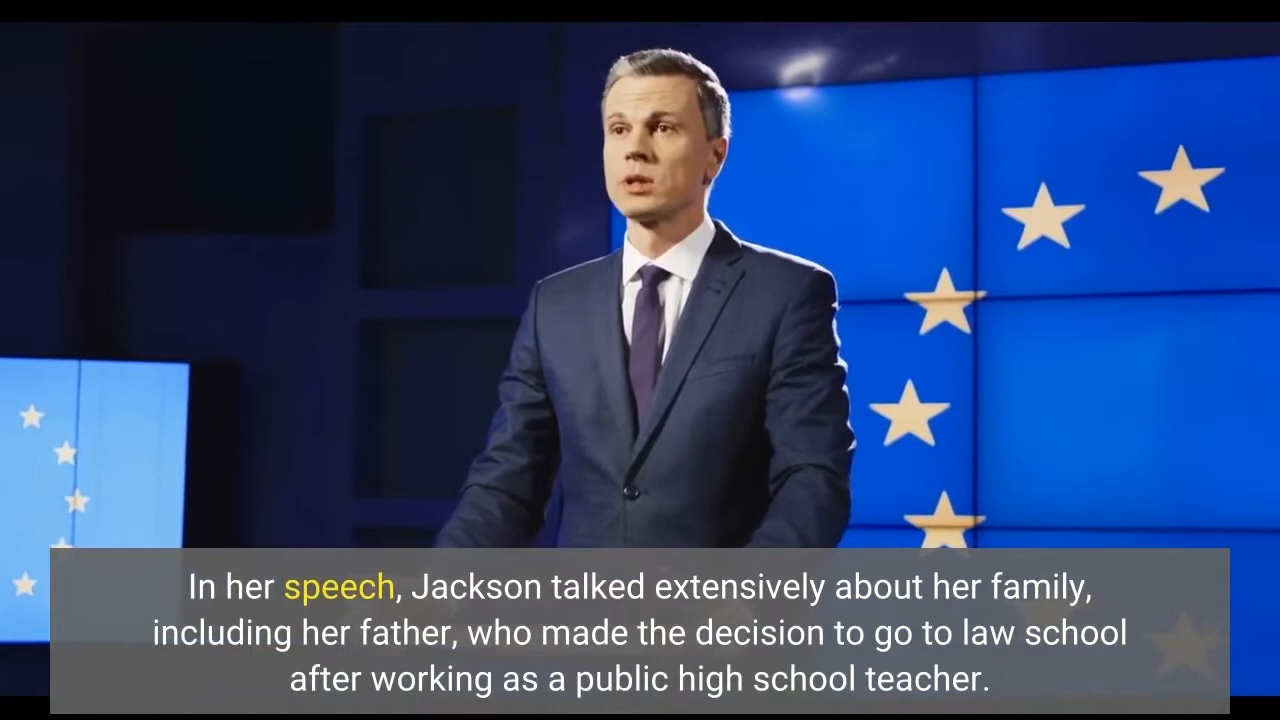 In her speech, Jackson talked extensively about her family,
including her father, who made the decision to go to law school
after working as a public high school teacher.